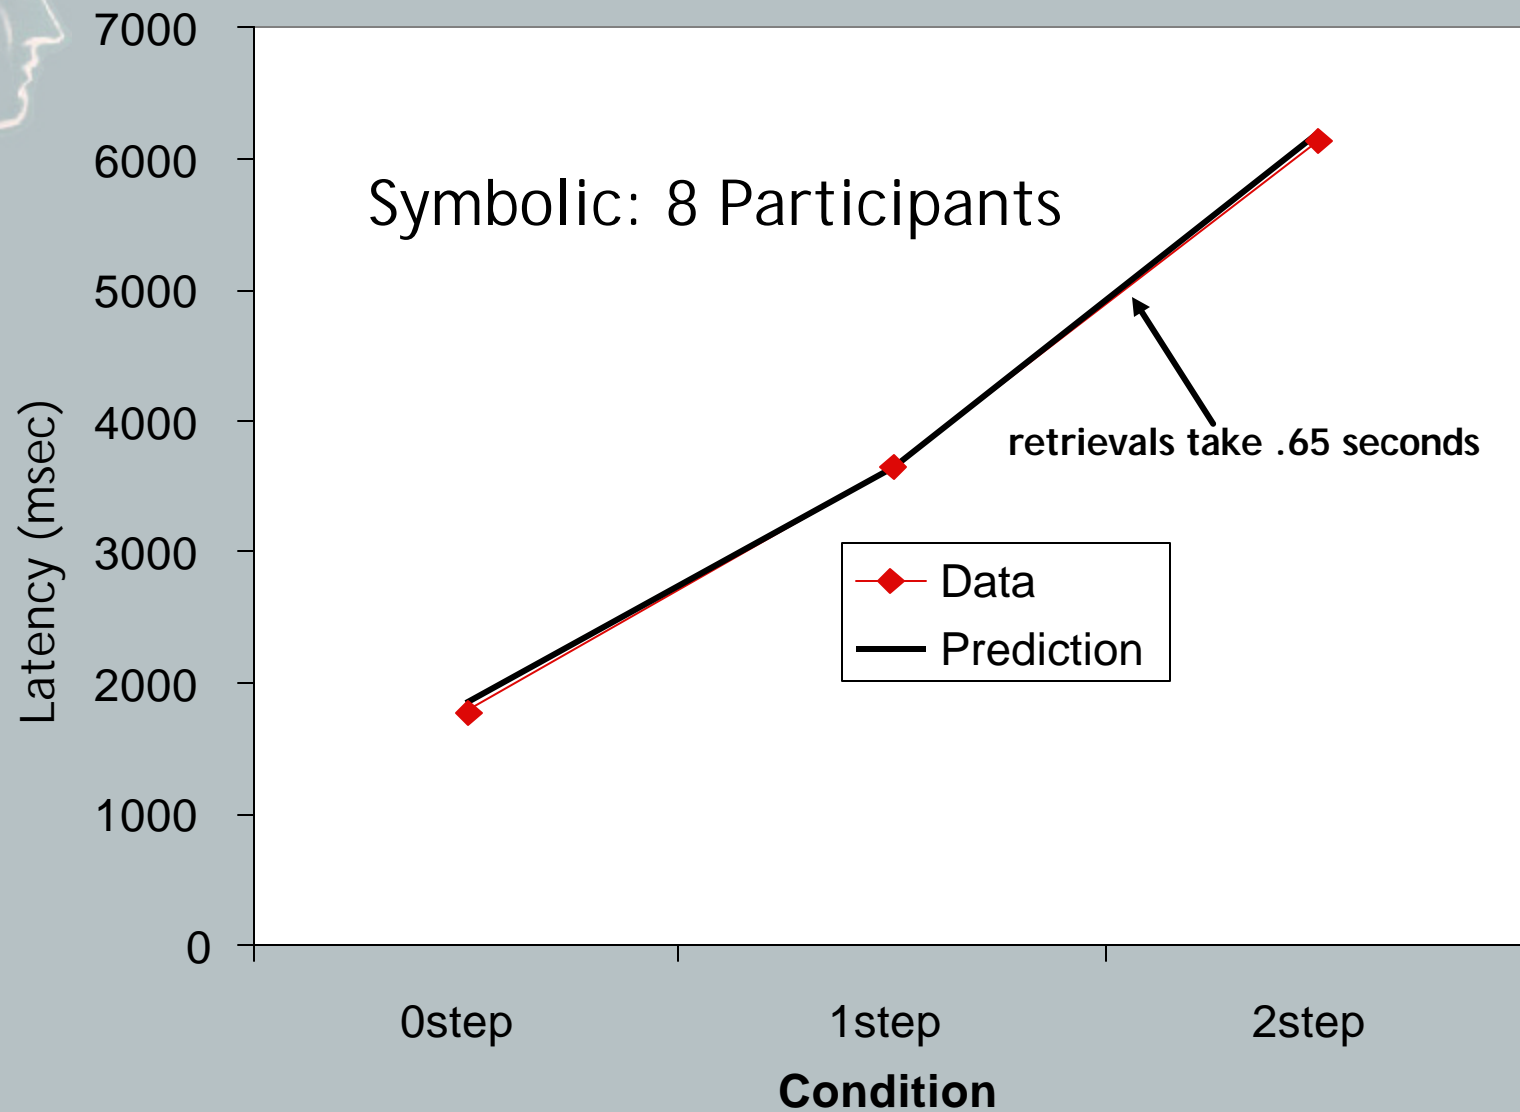 7000
6000
5000
4000
3000
2000
1000
0
Latency (msec)
Symbolic: 8 Participants
retrievals take .65 seconds
Data
Prediction
0step 1step 2step
Condition